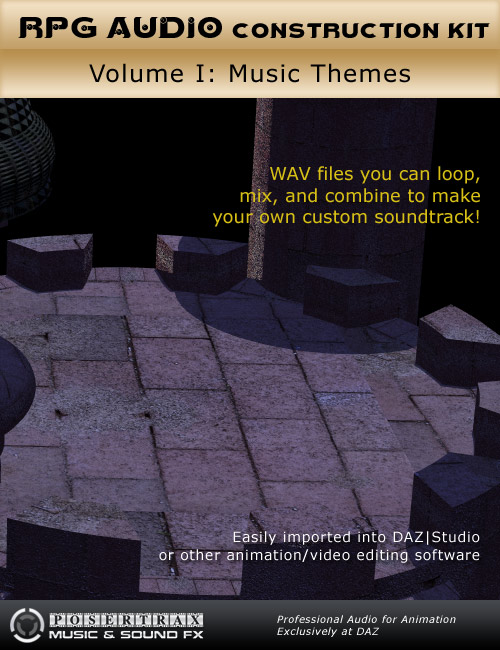 RPG AUDIO CONSTRUCTION KIT
Volume I: Music Themes
WAV files you can loop,
mix, and combine to make
your own custom soundtrack!
Easily imported into DAZ|Studio
or other animation/video editing software
POSERTRAX
MUSIC & SOUND FX
Professional Audio for Animation
Exclusively at DAZ